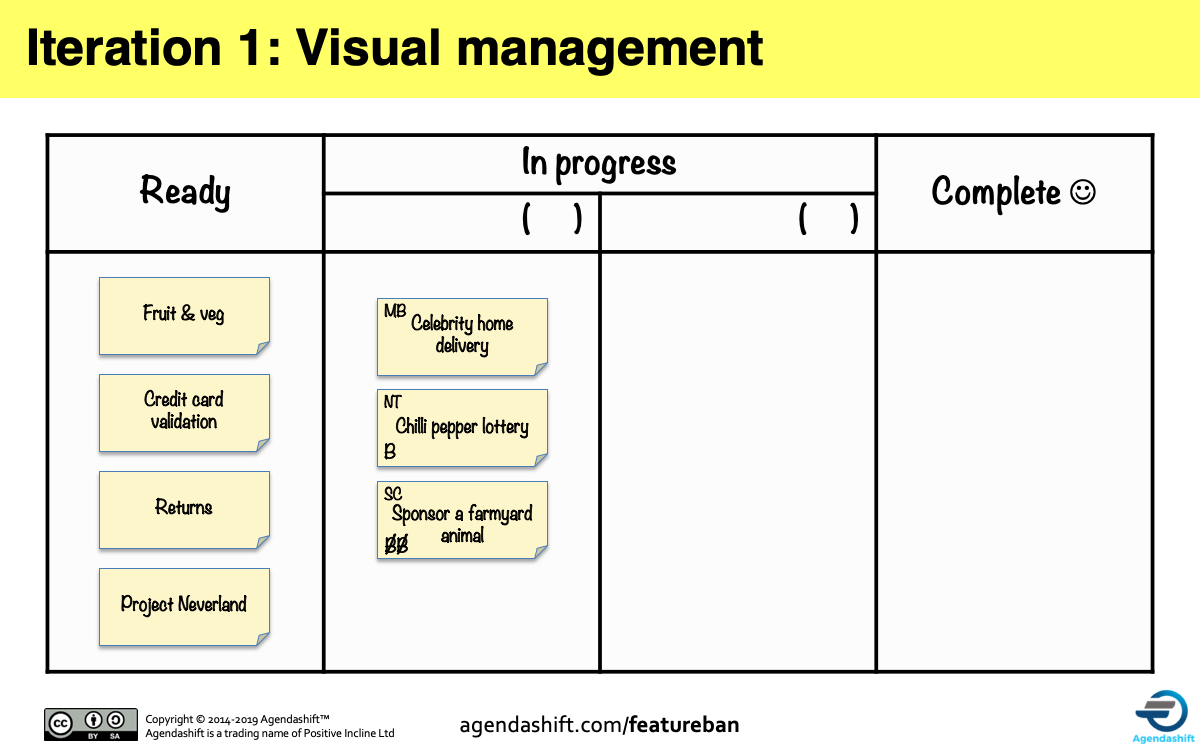 Iteration 1: Visual management
Ready
In progress
( )
( )
Complete ☺
Fruit & veg
Credit card
validation
Returns
Project Neverland
MB
Celebrity home
delivery
NT
Chilli pepper lottery
B
SC
Sponsor a farmyard
animal
BB
cc
BY SA
Copyright © 2014-2019 Agendashift™
Agendashift is a trading name of Positive Incline Ltd
agendashift.com/featureban
Agendashift